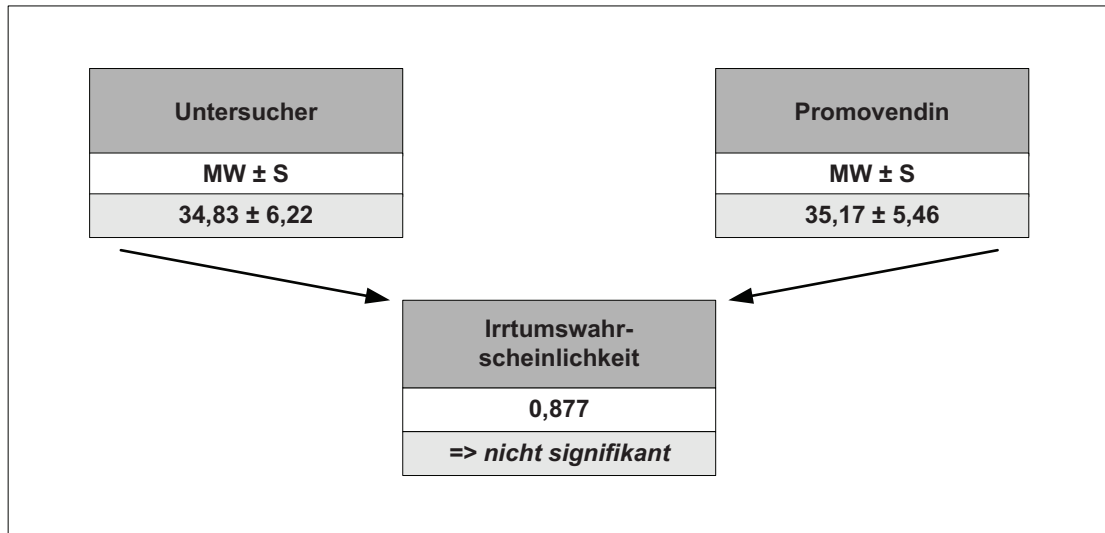 Untersucher
MW ± S
34,83 ± 6,22
Promovendin
MW ± S
35,17 ± 5,46
Irrtumswahr-
scheinlichkeit
0,877
=> nicht signifikant